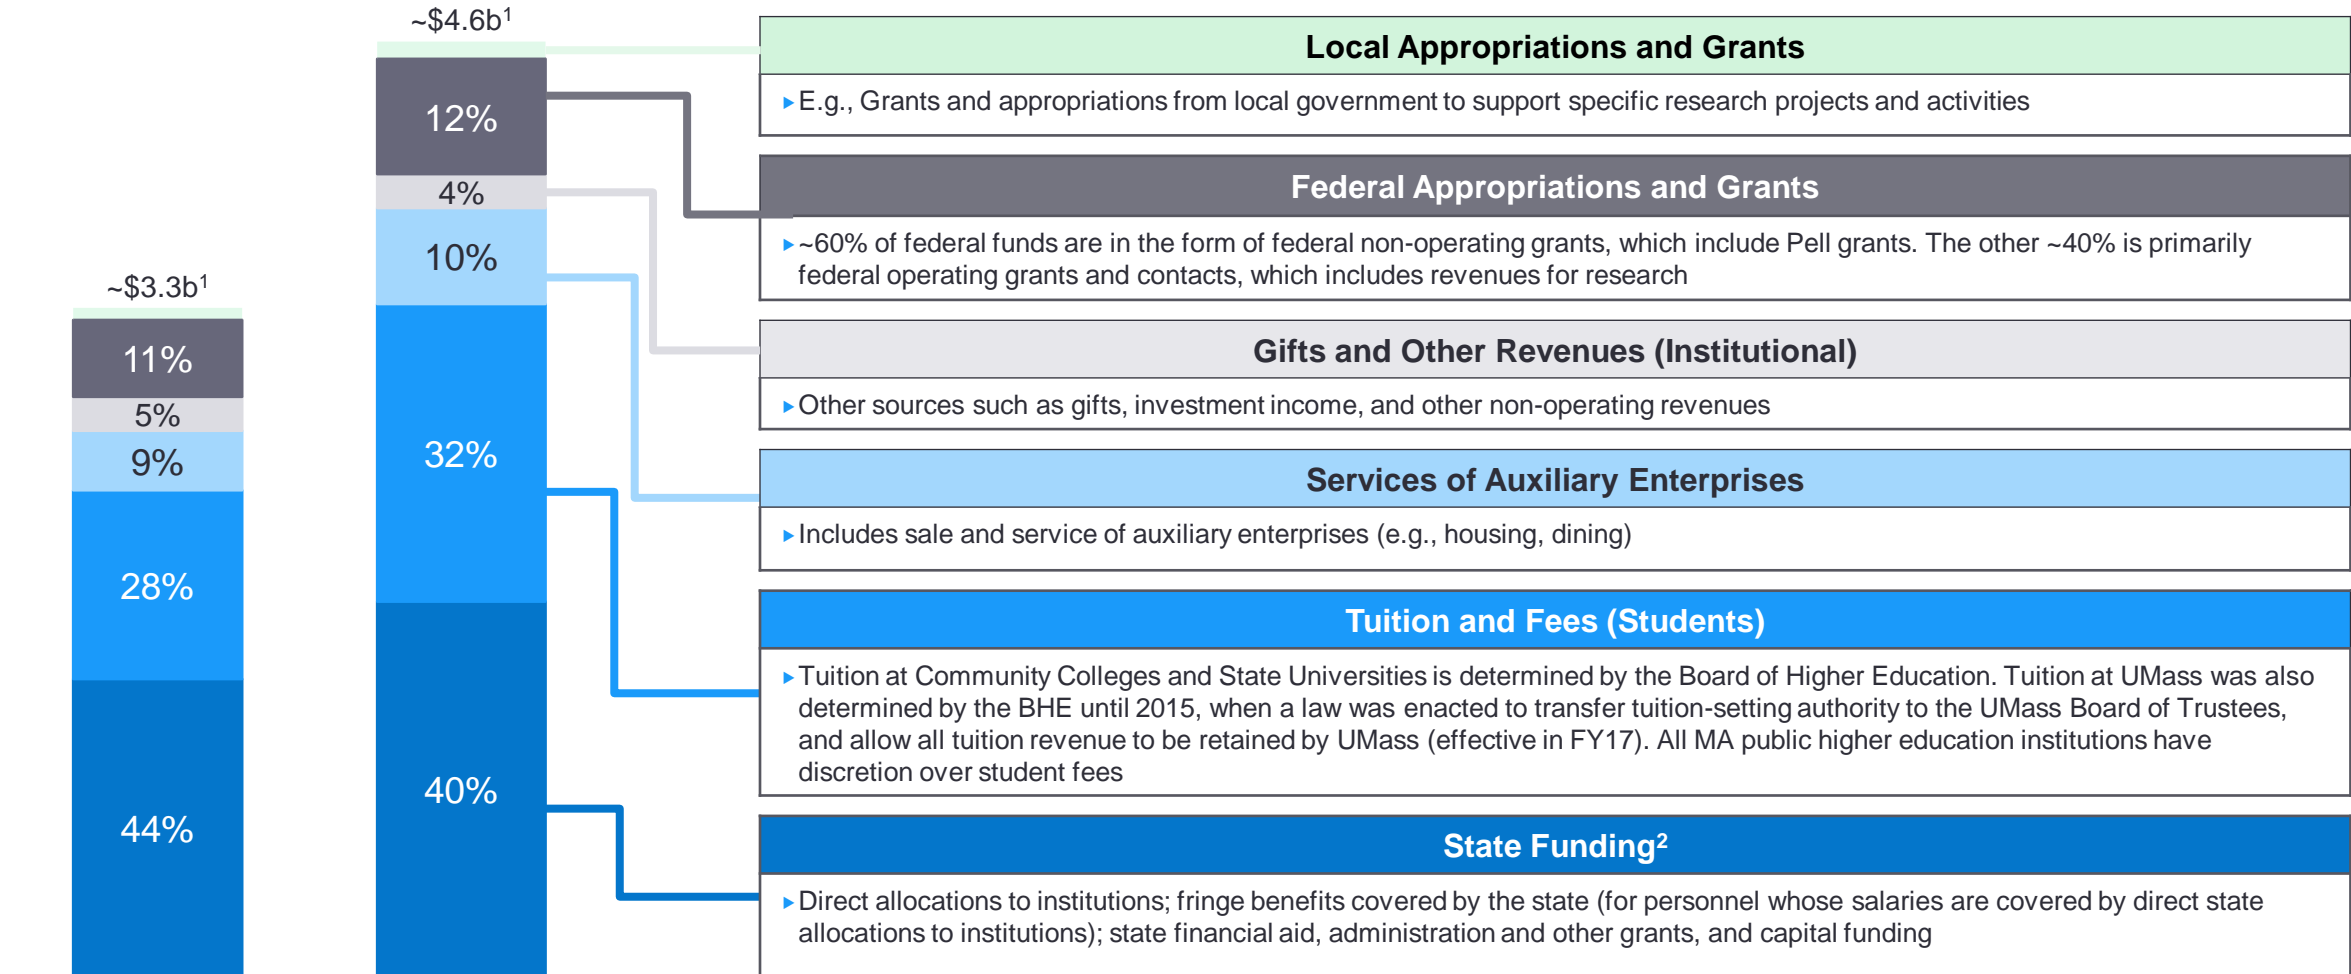 ~$3.3b¹
11%
5%
9%
28%
44%
~$4.6b¹
12%
4%
10%
32%
40%
Local Appropriations and Grants
E.g., Grants and appropriations from local government to support specific research projects and activities
Federal Appropriations and Grants
~60% of federal funds are in the form of federal non-operating grants, which include Pell grants. The other ~40% is primarily
federal operating grants and contacts, which includes revenues for research
Gifts and Other Revenues (Institutional)
Other sources such as gifts, investment income, and other non-operating revenues
Services of Auxiliary Enterprises
Includes sale and service of auxiliary enterprises (e.g., housing, dining)
Tuition and Fees (Students)
Tuition at Community Colleges and State Universities is determined by the Board of Higher Education. Tuition at UMass was also
determined by the BHE until 2015, when a law was enacted to transfer tuition-setting authority to the UMass Board of Trustees,
and allow all tuition revenue to be retained by UMass (effective in FY17). All MA public higher education institutions have
discretion over student fees
State Funding²
Direct allocations to institutions; fringe benefits covered by the state (for personnel whose salaries are covered by direct state
allocations to institutions); state financial aid, administration and other grants, and capital funding